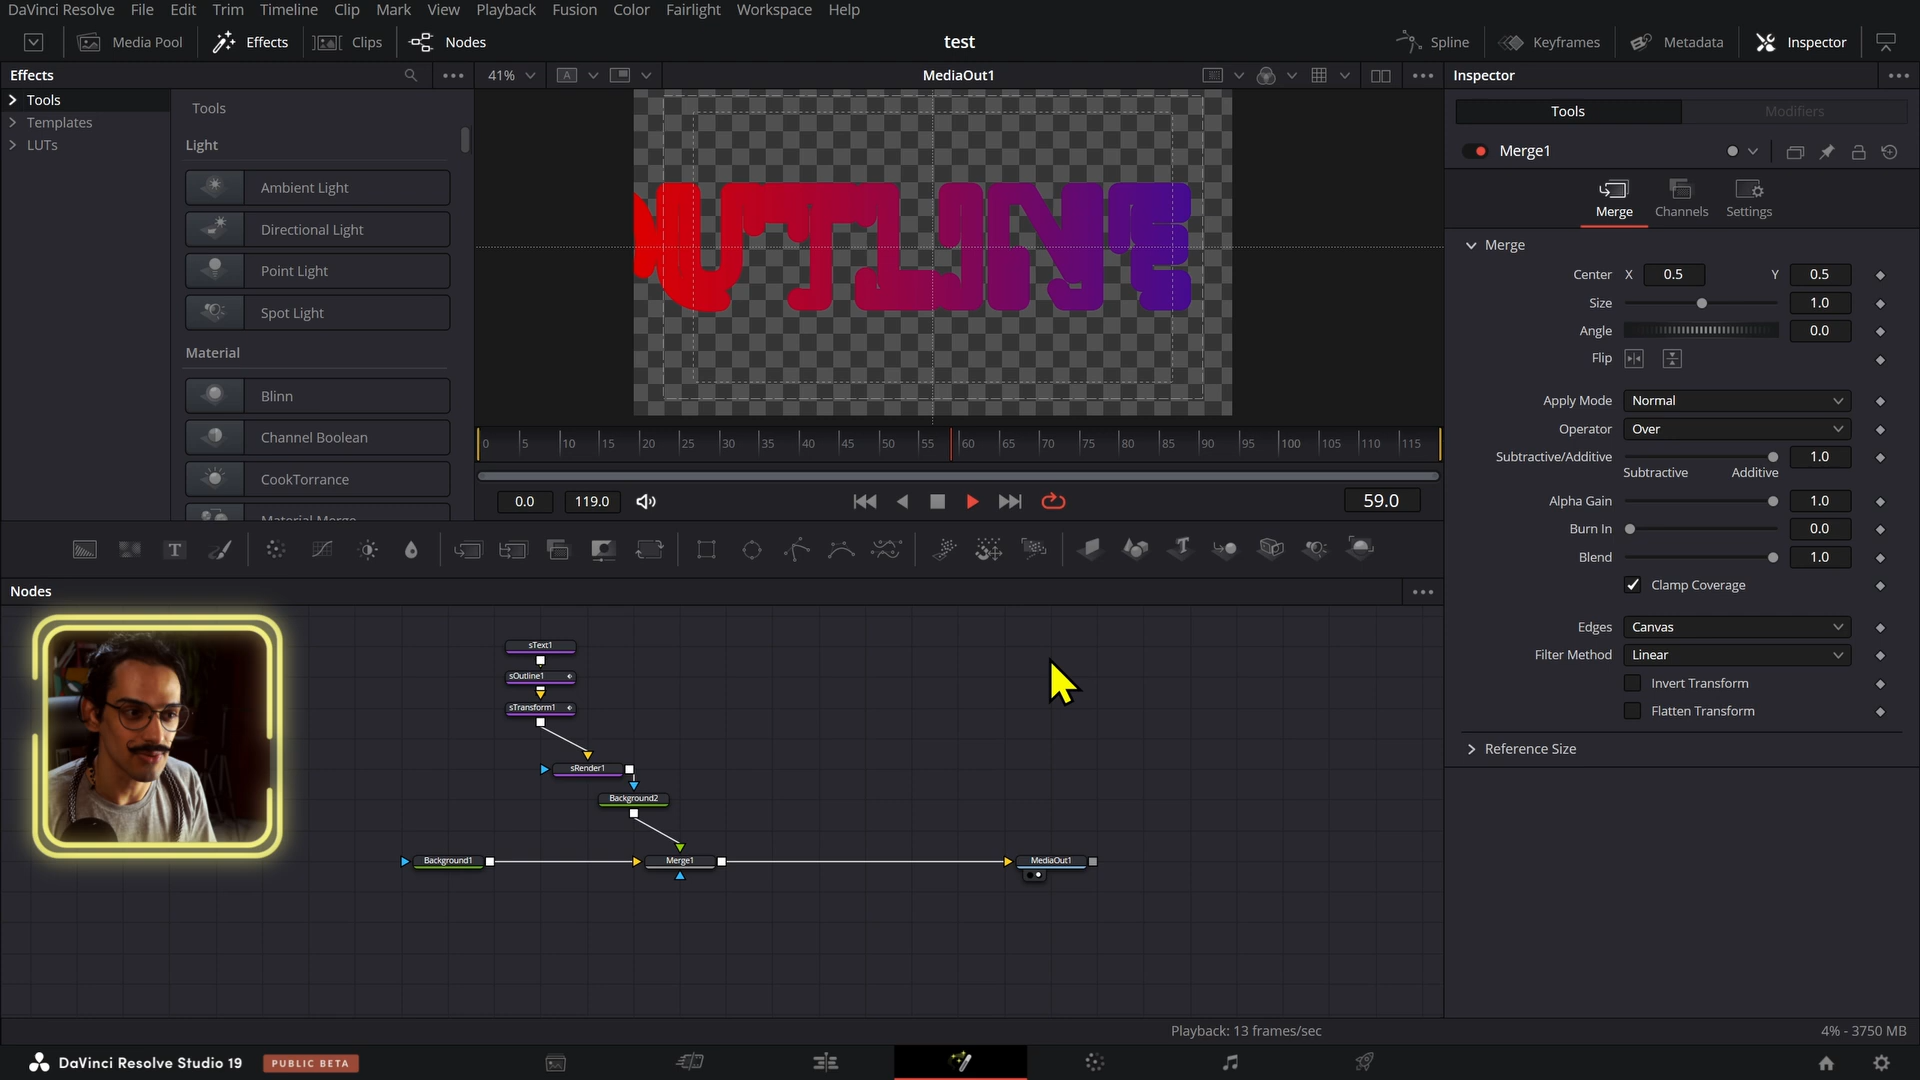 DaVinci Resolve File Edit Trim Timeline Clip Mark View Playback Fusion Color Fairlight Workspace Help
Media Pool Effects Clips Nodes test Spline Keyframes Metadata Inspector
Effects 41% A MediaOut1 Inspector
Tools Tools Tools Modifiers
Templates
LUTs
Light
Ambient Light
Directional Light
Point Light
Spot Light
Material
Blinn
Channel Boolean
CookTorrance
Material Merge
OUTLINE
0 5 10 15 20 25 30 35 40 45 50 55 60 65 70 75 80 85 90 95 100 105 110 115
0.0 119.0 59.0
Merge1
Merge Channels Settings
Merge
Center X 0.5 Y 0.5
Size 1.0
Angle 0.0
Flip
Apply Mode Normal
Operator Over
Subtractive/Additive 1.0
Subtractive Additive
Alpha Gain 1.0
Burn In 0.0
Blend 1.0
Clamp Coverage
Edges Canvas
Filter Method Linear
Invert Transform
Flatten Transform
Reference Size
T T
Nodes
sText1
sOutline1
sTransform1
sRender1
Background2
Background1 Merge1 MediaOut1
Playback: 13 frames/sec 4% - 3750 MB
DaVinci Resolve Studio 19 PUBLIC BETA